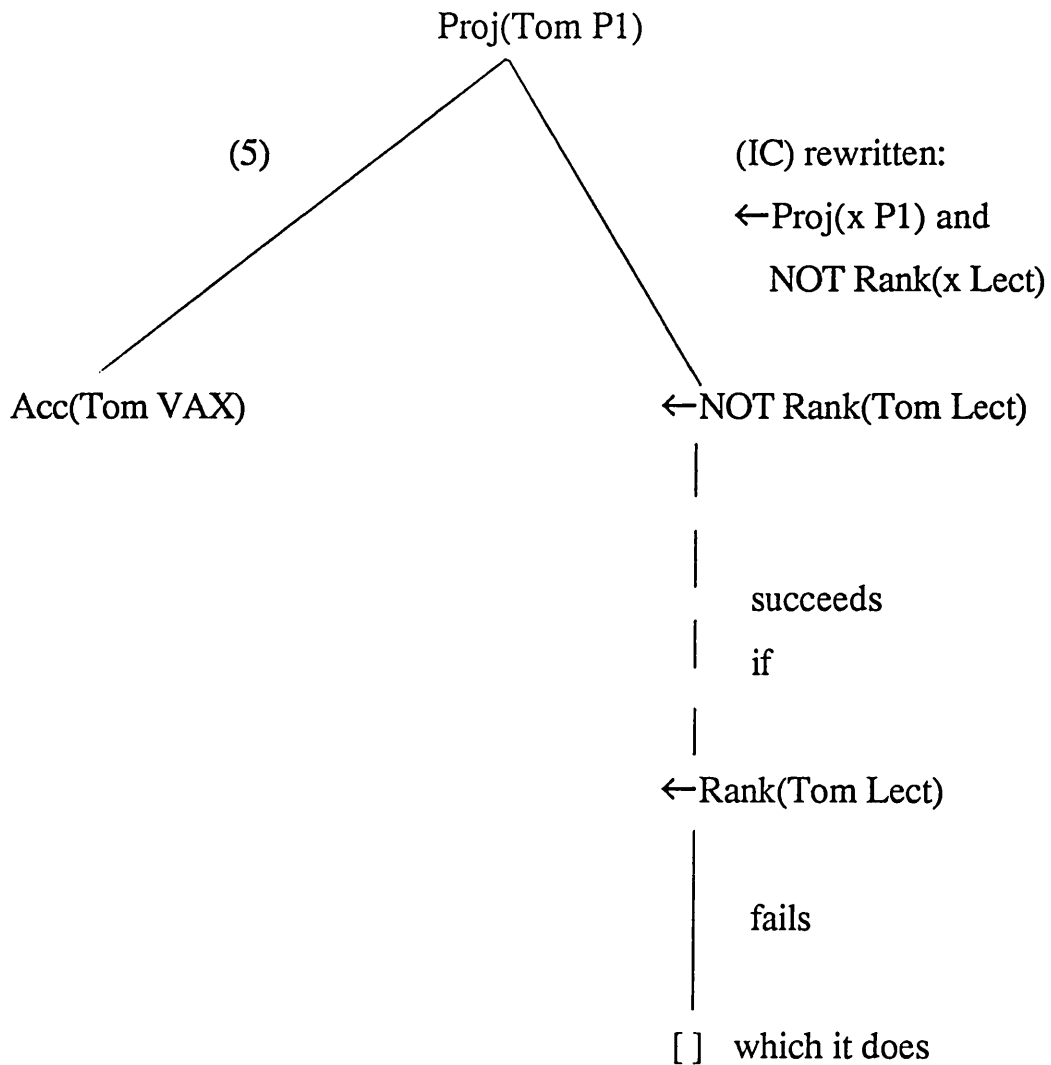 Proj(Tom P1)
(5)
(IC) rewritten:
←Proj(x P1) and
NOT Rank(x Lect)
Acc(Tom VAX)
←NOT Rank(Tom Lect)
succeeds
if
←Rank(Tom Lect)
fails
[ ] which it does